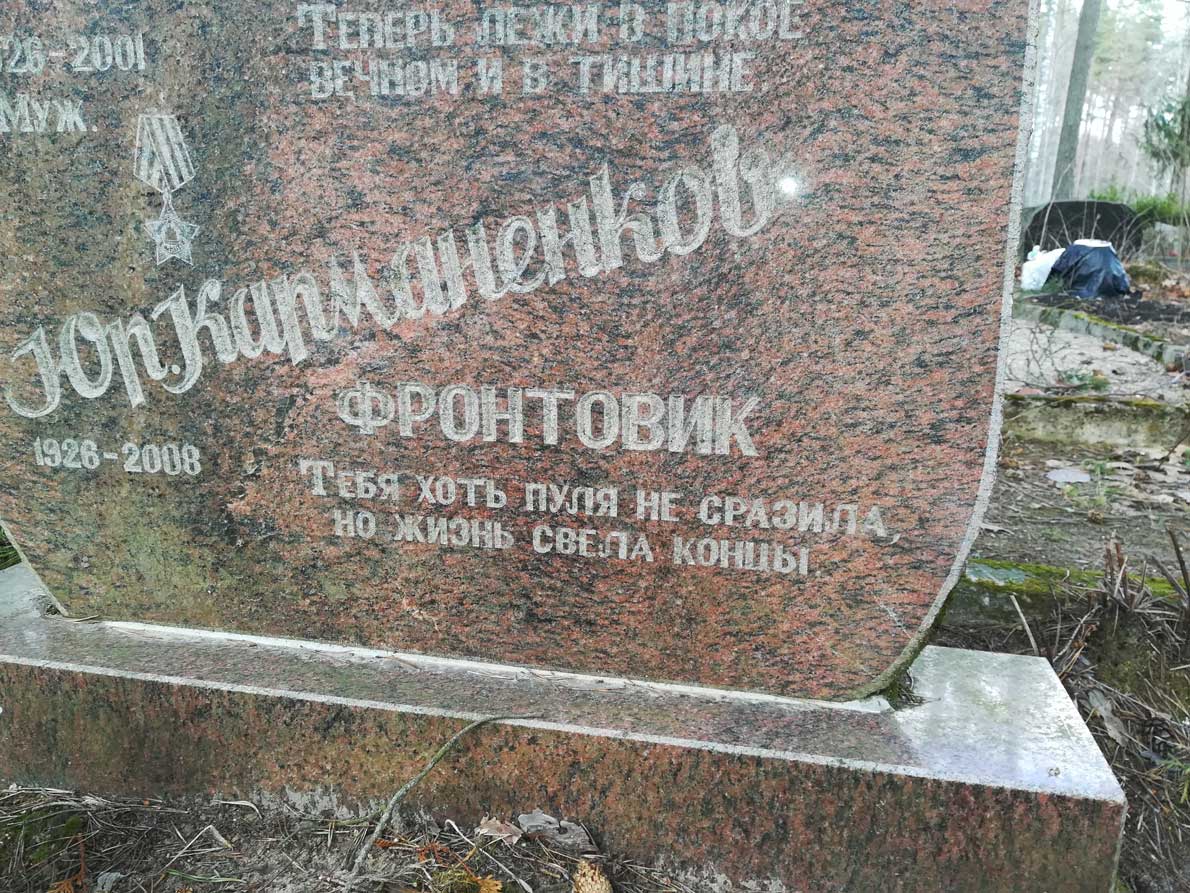 Теперь лежи в покое
вечном и в тишине.
26-2001
Муж.
Юр. Карманенков
ФРОНТОВИК
1926-2008
Тебя хоть пуля не сразила,
но жизнь свела концы.